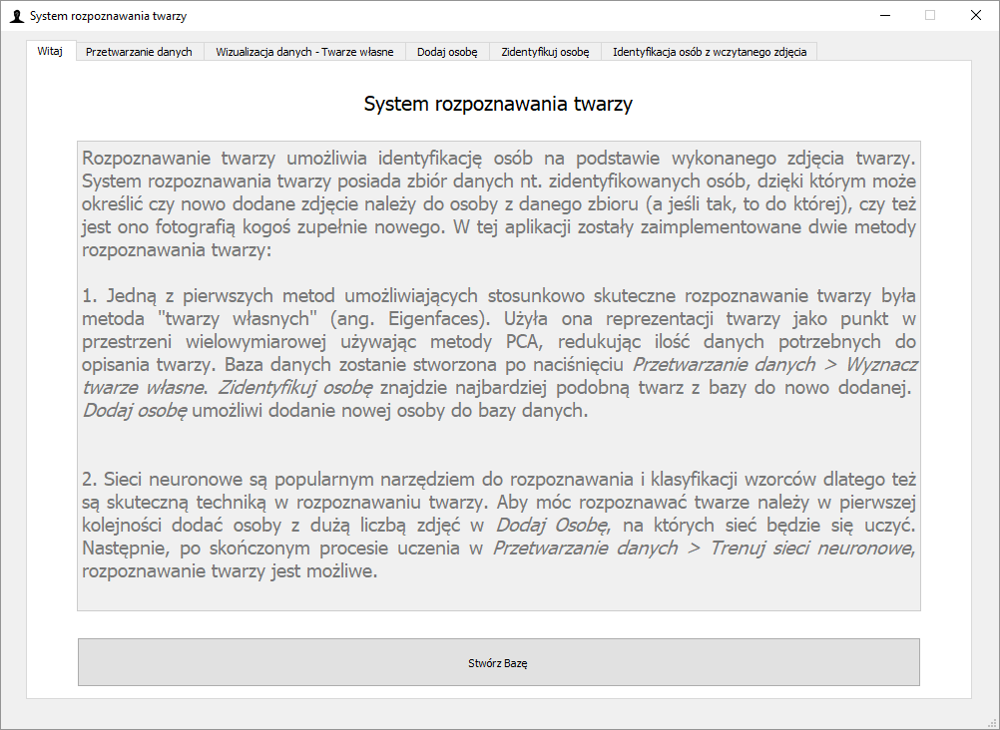 System rozpoznawania twarzy
Witaj
Przetwarzanie danych
Wizualizacja danych - Twarze własne
Dodaj osobę
Zidentyfikuj osobę
Identyfikacja osób z wczytanego zdjęcia
System rozpoznawania twarzy
Rozpoznawanie twarzy umożliwia identyfikację osób na podstawie wykonanego zdjęcia twarzy.
System rozpoznawania twarzy posiada zbiór danych nt. zidentyfikowanych osób, dzięki którym może
określić czy nowo dodane zdjęcie należy do osoby z danego zbioru (a jeśli tak, to do której), czy też
jest ono fotografią kogoś zupełnie nowego. W tej aplikacji zostały zaimplementowane dwie metody
rozpoznawania twarzy:
1. Jedną z pierwszych metod umożliwiających stosunkowo skuteczne rozpoznawanie twarzy była
metoda "twarzy własnych" (ang. Eigenfaces). Użyła ona reprezentacji twarzy jako punkt w
przestrzeni wielowymiarowej używając metody PCA, redukując ilość danych potrzebnych do
opisania twarzy. Baza danych zostanie stworzona po naciśnięciu Przetwarzanie danych > Wyznacz
twarze własne. Zidentyfikuj osobę znajdzie najbardziej podobną twarz z bazy do nowo dodanej.
Dodaj osobę umożliwi dodanie nowej osoby do bazy danych.
2. Sieci neuronowe są popularnym narzędziem do rozpoznawania i klasyfikacji wzorców dlatego też
są skuteczną techniką w rozpoznawaniu twarzy. Aby móc rozpoznawać twarze należy w pierwszej
kolejności dodać osoby z dużą liczbą zdjęć w Dodaj Osobę, na których sieć będzie się uczyć.
Następnie, po skończonym procesie uczenia w Przetwarzanie danych > Trenuj sieci neuronowe,
rozpoznawanie twarzy jest możliwe.
Stwórz Bazę